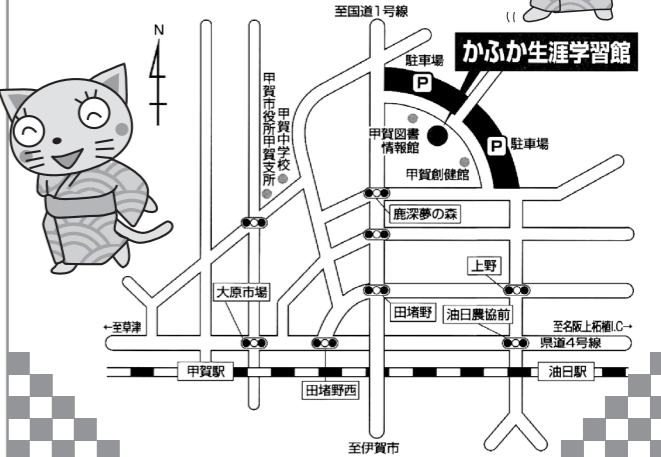 至国道1号線
N
かふか生涯学習館
駐車場
P
甲賀市役所甲賀支所
甲賀中学校
甲賀図書
情報館
P
駐車場
甲賀創健館
鹿深夢の森
上野
大原市場
田堵野
油日農協前
←至草津
至名阪上柘植I.C→
県道4号線
甲賀駅
油日駅
田堵野西
至伊賀市